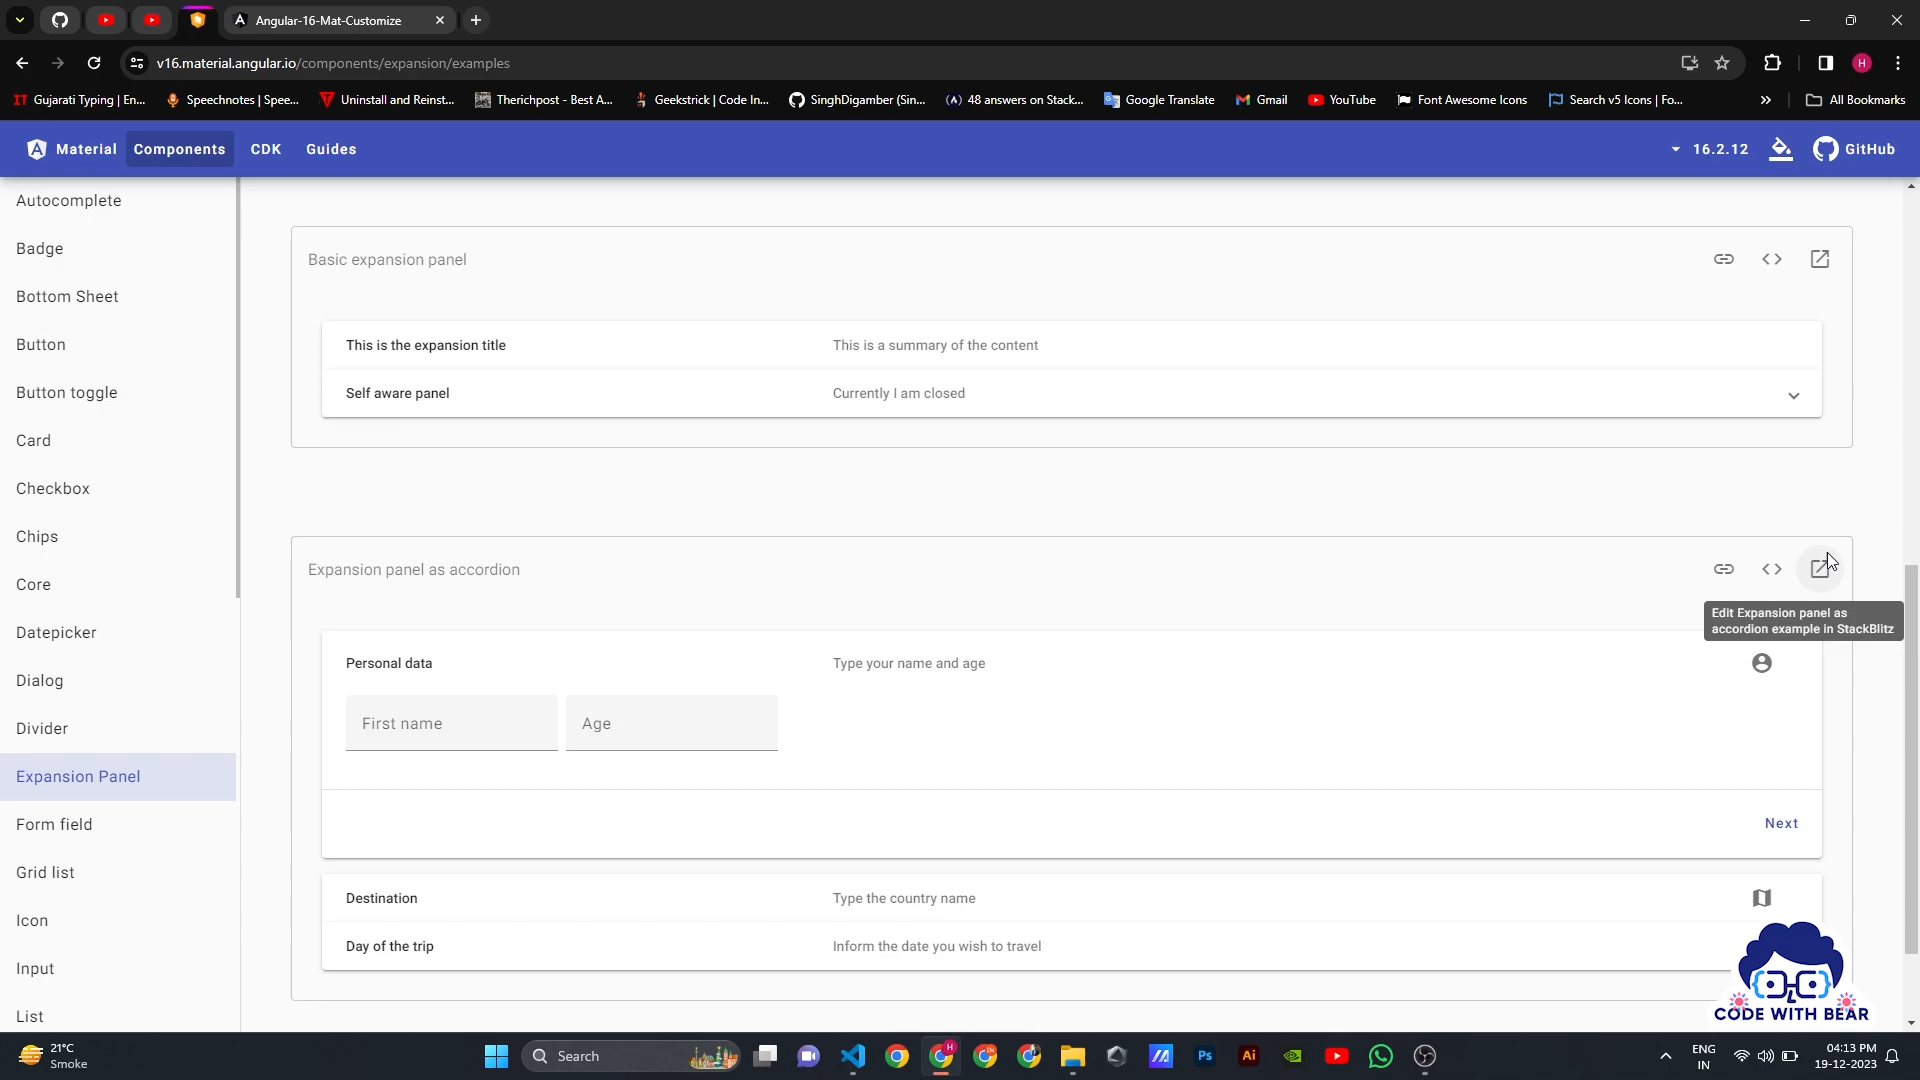 Angular-16-Mat-Customize
v16.material.angular.io/components/expansion/examples
Gujarati Typing | En...
Speechnotes | Spee...
Uninstall and Reinst...
Therichpost - Best A...
Geekstrick | Code In...
SinghDigamber (Sin...
48 answers on Stack...
Google Translate
Gmail
YouTube
Font Awesome Icons
Search v5 Icons | Fo...
All Bookmarks
Material
Components
CDK
Guides
16.2.12
GitHub
Autocomplete
Badge
Bottom Sheet
Button
Button toggle
Card
Checkbox
Chips
Core
Datepicker
Dialog
Divider
Expansion Panel
Form field
Grid list
Icon
Input
List
Basic expansion panel
This is the expansion title
This is a summary of the content
Self aware panel
Currently I am closed
Expansion panel as accordion
Edit Expansion panel as
accordion example in StackBlitz
Personal data
Type your name and age
First name
Age
Next
Destination
Type the country name
Day of the trip
Inform the date you wish to travel
CODE WITH BEAR
21°C
Smoke
Search
ENG
IN
04:13 PM
19-12-2023